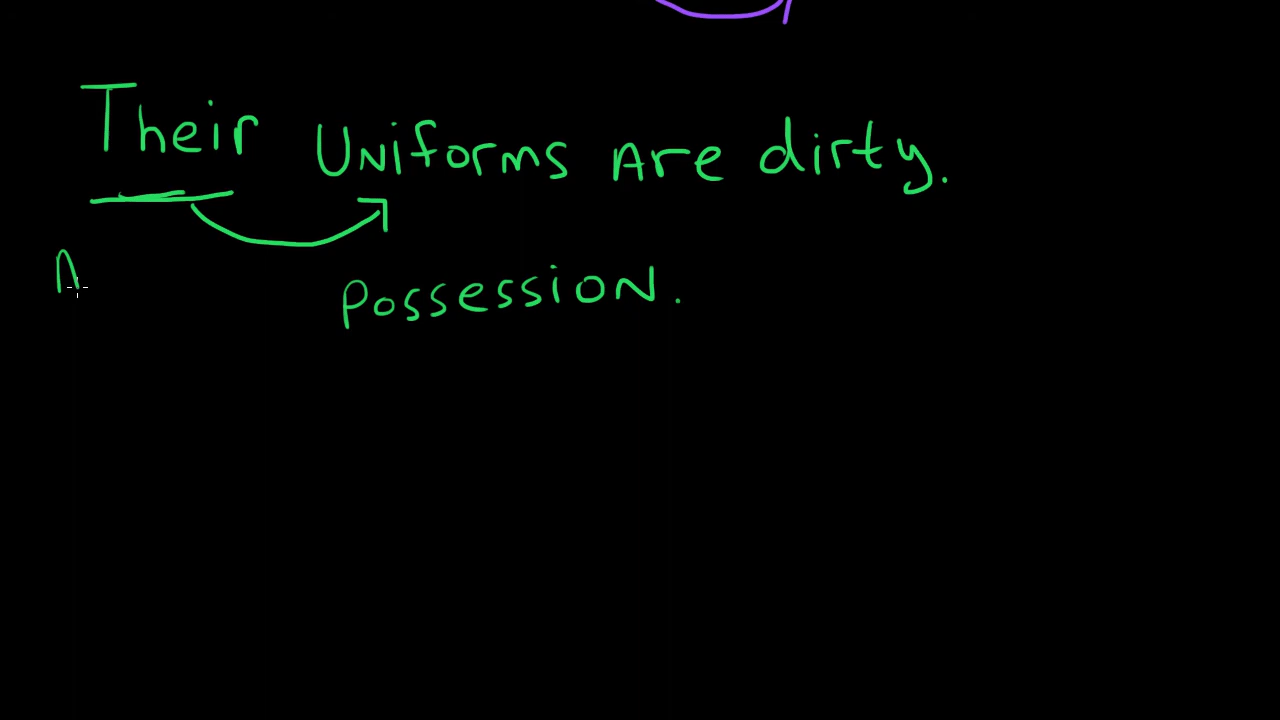 Their Uniforms Are dirty.
Possession.